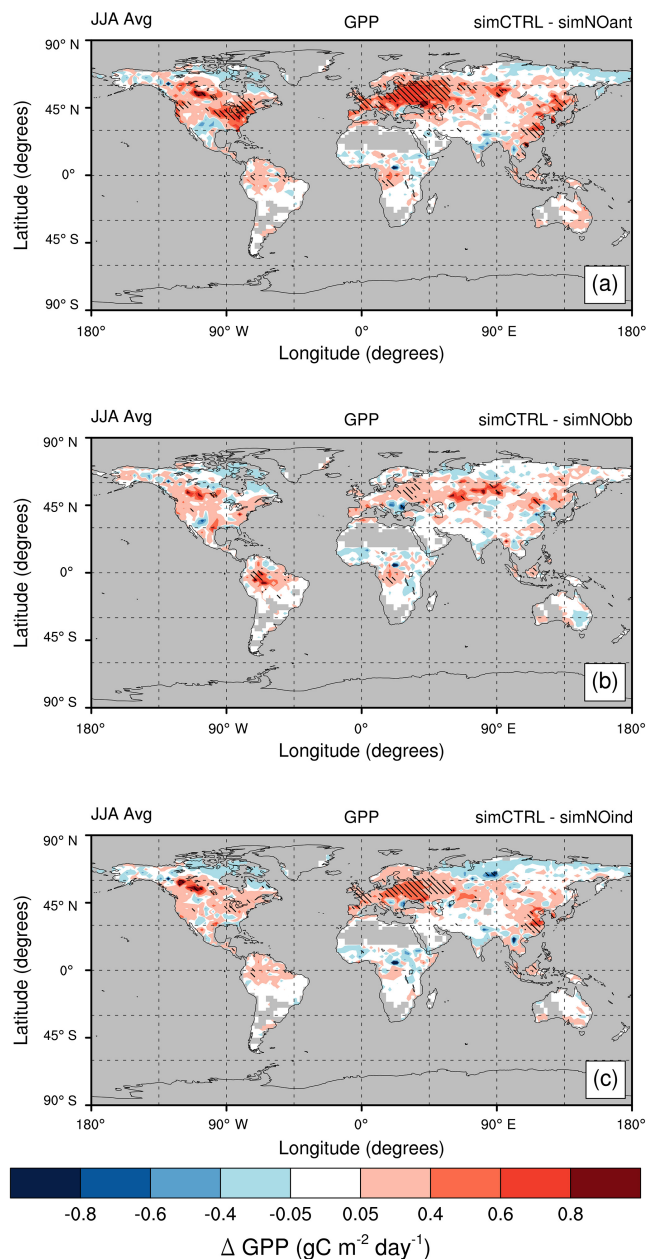 JJA Avg GPP simCTRL - simNOant
90° N
45° N
0°
45° S
90° S
Latitude (degrees)
(a)
180° 90° W 0° 90° E 180°
Longitude (degrees)
JJA Avg GPP simCTRL - simNObb
90° N
45° N
0°
45° S
90° S
Latitude (degrees)
(b)
180° 90° W 0° 90° E 180°
Longitude (degrees)
JJA Avg GPP simCTRL - simNOind
90° N
45° N
0°
45° S
90° S
Latitude (degrees)
(c)
180° 90° W 0° 90° E 180°
Longitude (degrees)
-0.8 -0.6 -0.4 -0.05 0.05 0.4 0.6 0.8
Δ GPP (gC m⁻² day⁻¹)